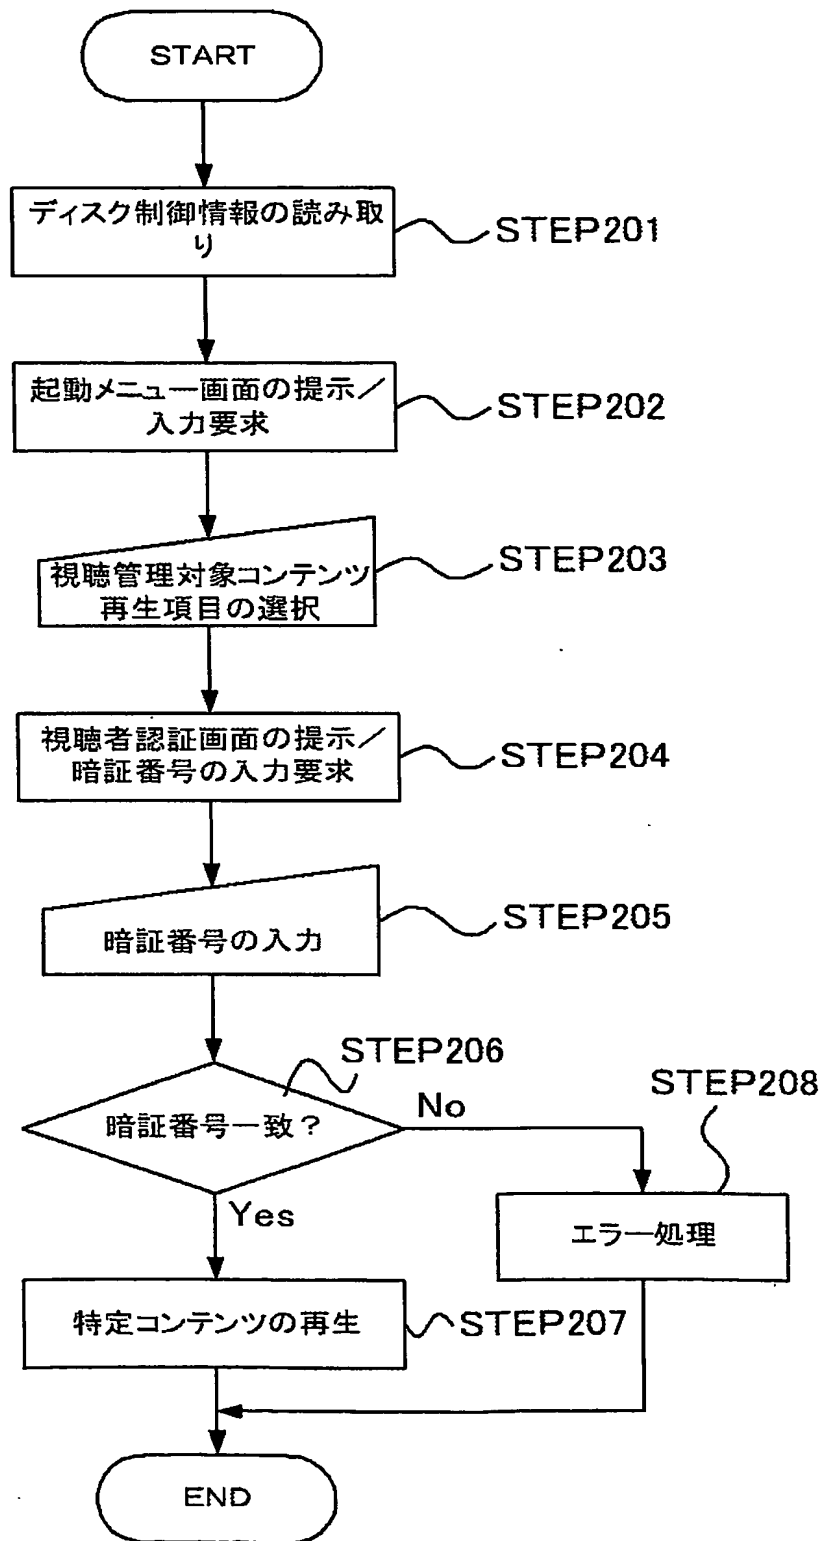 START
ディスク制御情報の読み取
り
STEP201
起動メニュー画面の提示／
入力要求
STEP202
視聴管理対象コンテンツ
再生項目の選択
STEP203
視聴者認証画面の提示／
暗証番号の入力要求
STEP204
暗証番号の入力
STEP205
STEP206
暗証番号一致？
No
STEP208
Yes
エラー処理
特定コンテンツの再生
STEP207
END